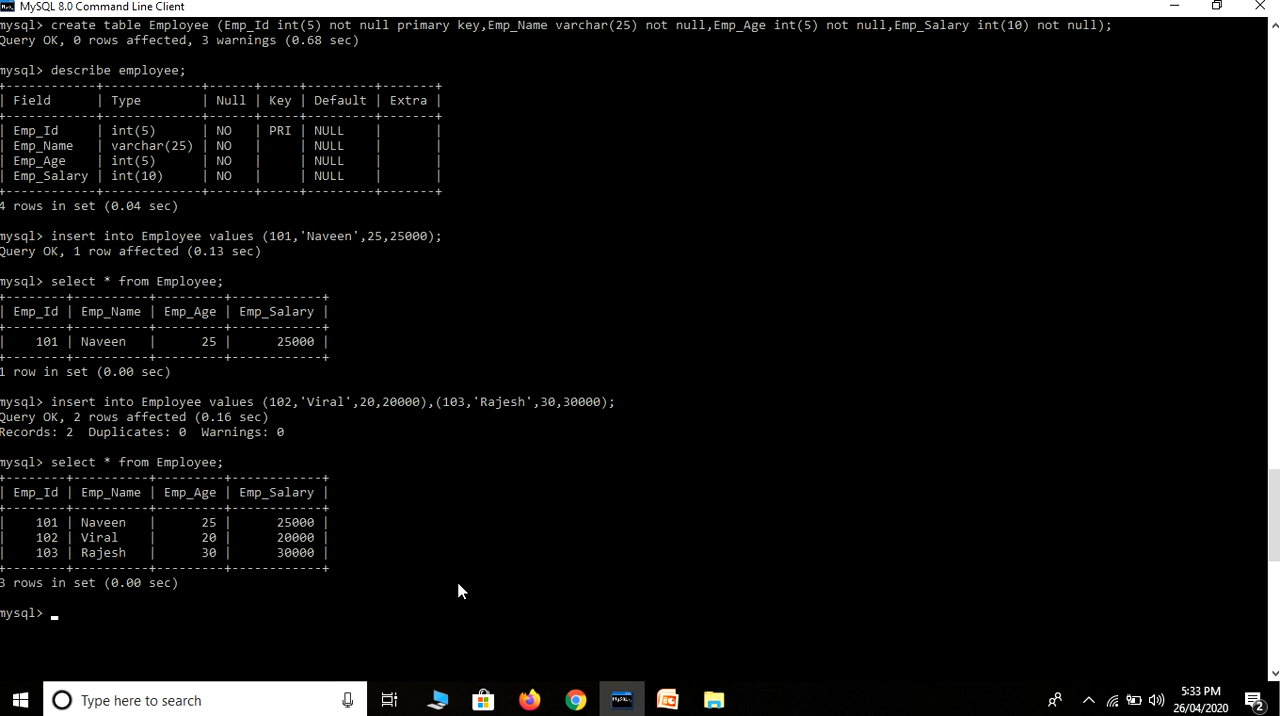 MySQL 8.0 Command Line Client
mysql> create table Employee (Emp_Id int(5) not null primary key,Emp_Name varchar(25) not null,Emp_Age int(5) not null,Emp_Salary int(10) not null);
Query OK, 0 rows affected, 3 warnings (0.68 sec)
mysql> describe employee;
+------------+-------------+------+-----+---------+-------+
| Field      | Type        | Null | Key | Default | Extra |
+------------+-------------+------+-----+---------+-------+
| Emp_Id     | int(5)      | NO   | PRI | NULL    |       |
| Emp_Name   | varchar(25) | NO   |     | NULL    |       |
| Emp_Age    | int(5)      | NO   |     | NULL    |       |
| Emp_Salary | int(10)     | NO   |     | NULL    |       |
+------------+-------------+------+-----+---------+-------+
4 rows in set (0.04 sec)
mysql> insert into Employee values (101,'Naveen',25,25000);
Query OK, 1 row affected (0.13 sec)
mysql> select * from Employee;
+--------+----------+---------+------------+
| Emp_Id | Emp_Name | Emp_Age | Emp_Salary |
+--------+----------+---------+------------+
|    101 | Naveen   |      25 |      25000 |
+--------+----------+---------+------------+
1 row in set (0.00 sec)
mysql> insert into Employee values (102,'Viral',20,20000),(103,'Rajesh',30,30000);
Query OK, 2 rows affected (0.16 sec)
Records: 2  Duplicates: 0  Warnings: 0
mysql> select * from Employee;
+--------+----------+---------+------------+
| Emp_Id | Emp_Name | Emp_Age | Emp_Salary |
+--------+----------+---------+------------+
|    101 | Naveen   |      25 |      25000 |
|    102 | Viral    |      20 |      20000 |
|    103 | Rajesh   |      30 |      30000 |
+--------+----------+---------+------------+
3 rows in set (0.00 sec)
mysql> _
Type here to search
5:33 PM
26/04/2020
2